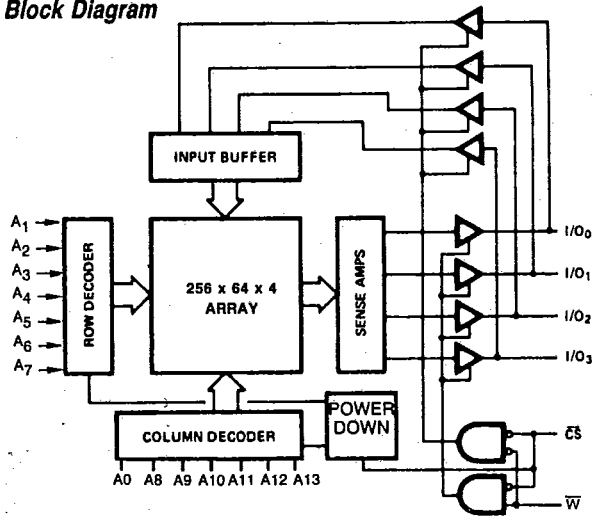 Block Diagram
INPUT BUFFER
A1
A2
A3
A4
A5
A6
A7
ROW DECODER
256 x 64 x 4
ARRAY
SENSE AMPS
I/O0
I/O1
I/O2
I/O3
POWER
DOWN
COLUMN DECODER
A0 A8 A9 A10 A11 A12 A13
C̅S̅
W̅